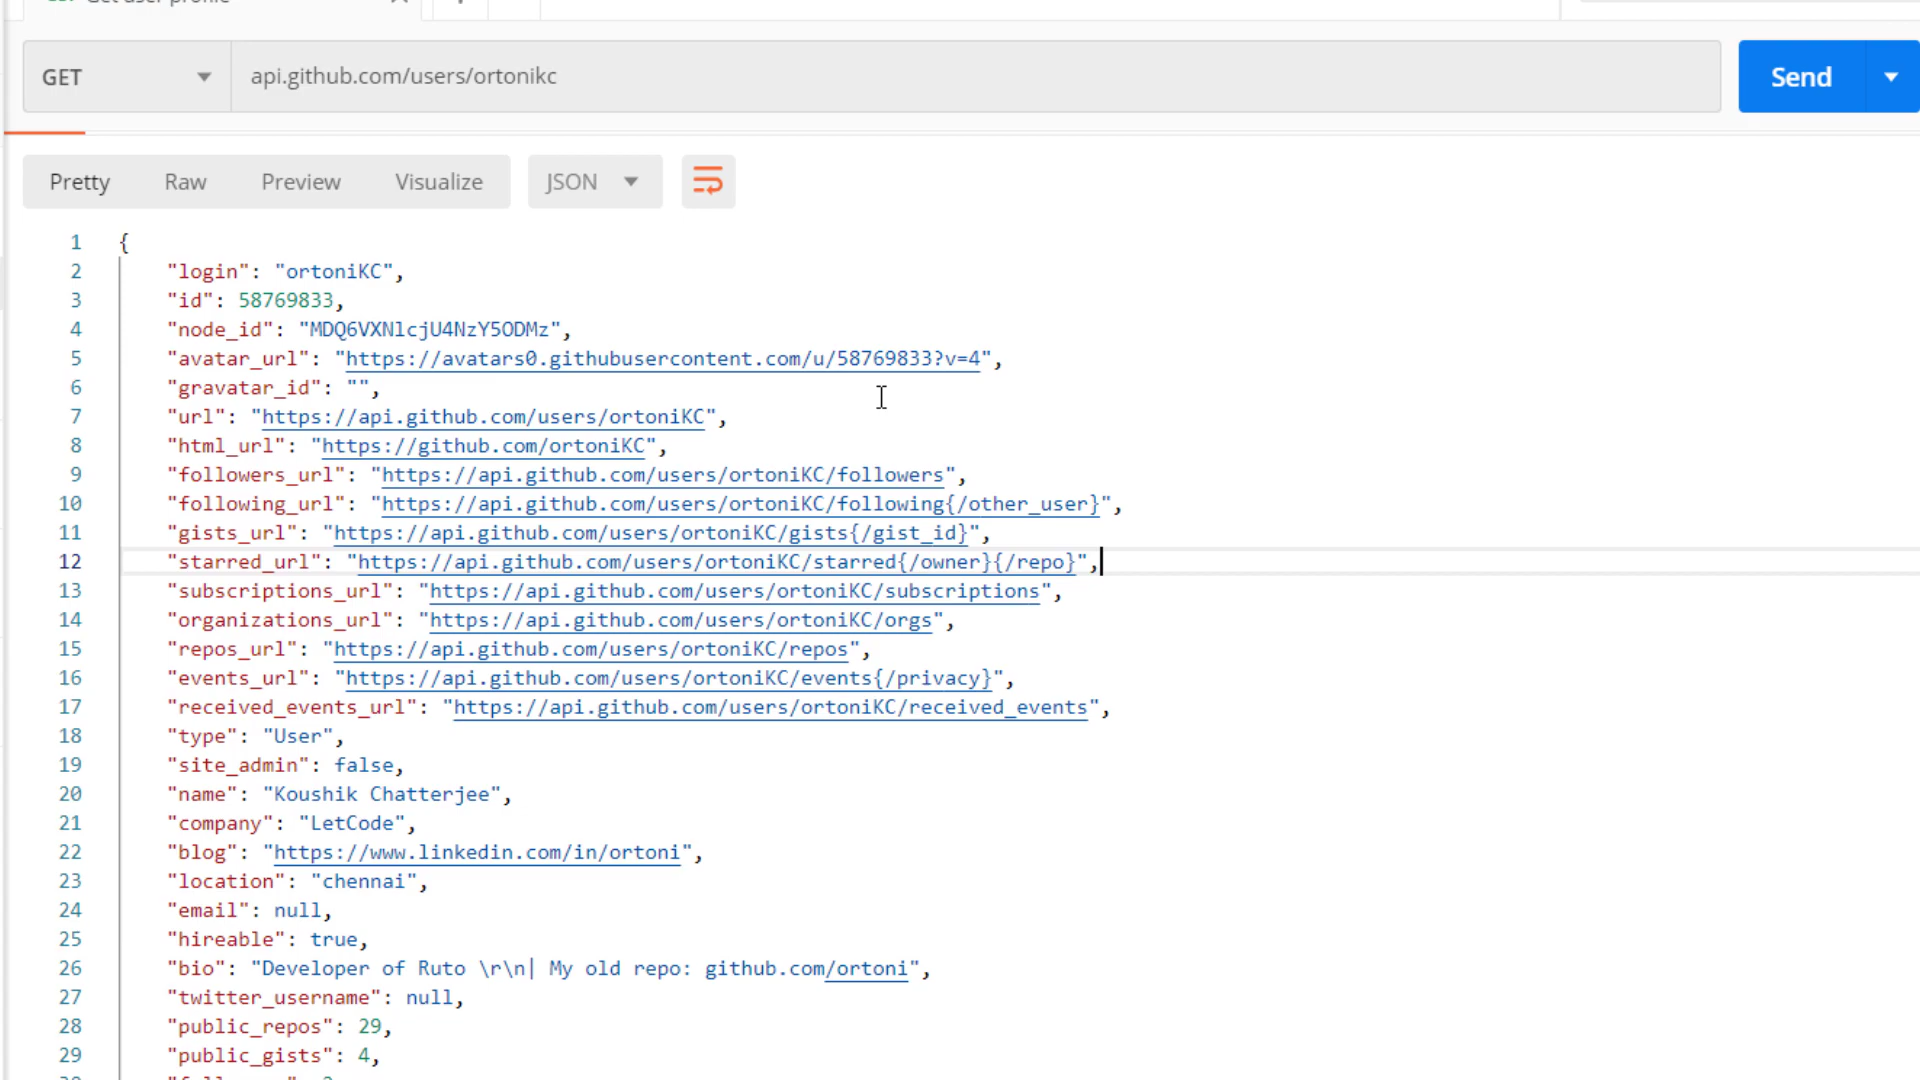 Get user profile
GET api.github.com/users/ortonikc Send
Pretty Raw Preview Visualize JSON
1 {
2 "login": "ortoniKC",
3 "id": 58769833,
4 "node_id": "MDQ6VXNlcjU4NzY5ODMz",
5 "avatar_url": "https://avatars0.githubusercontent.com/u/58769833?v=4",
6 "gravatar_id": "",
7 "url": "https://api.github.com/users/ortoniKC",
8 "html_url": "https://github.com/ortoniKC",
9 "followers_url": "https://api.github.com/users/ortoniKC/followers",
10 "following_url": "https://api.github.com/users/ortoniKC/following{/other_user}",
11 "gists_url": "https://api.github.com/users/ortoniKC/gists{/gist_id}",
12 "starred_url": "https://api.github.com/users/ortoniKC/starred{/owner}{/repo}",
13 "subscriptions_url": "https://api.github.com/users/ortoniKC/subscriptions",
14 "organizations_url": "https://api.github.com/users/ortoniKC/orgs",
15 "repos_url": "https://api.github.com/users/ortoniKC/repos",
16 "events_url": "https://api.github.com/users/ortoniKC/events{/privacy}",
17 "received_events_url": "https://api.github.com/users/ortoniKC/received_events",
18 "type": "User",
19 "site_admin": false,
20 "name": "Koushik Chatterjee",
21 "company": "LetCode",
22 "blog": "https://www.linkedin.com/in/ortoni",
23 "location": "chennai",
24 "email": null,
25 "hireable": true,
26 "bio": "Developer of Ruto \r\n| My old repo: github.com/ortoni",
27 "twitter_username": null,
28 "public_repos": 29,
29 "public_gists": 4,